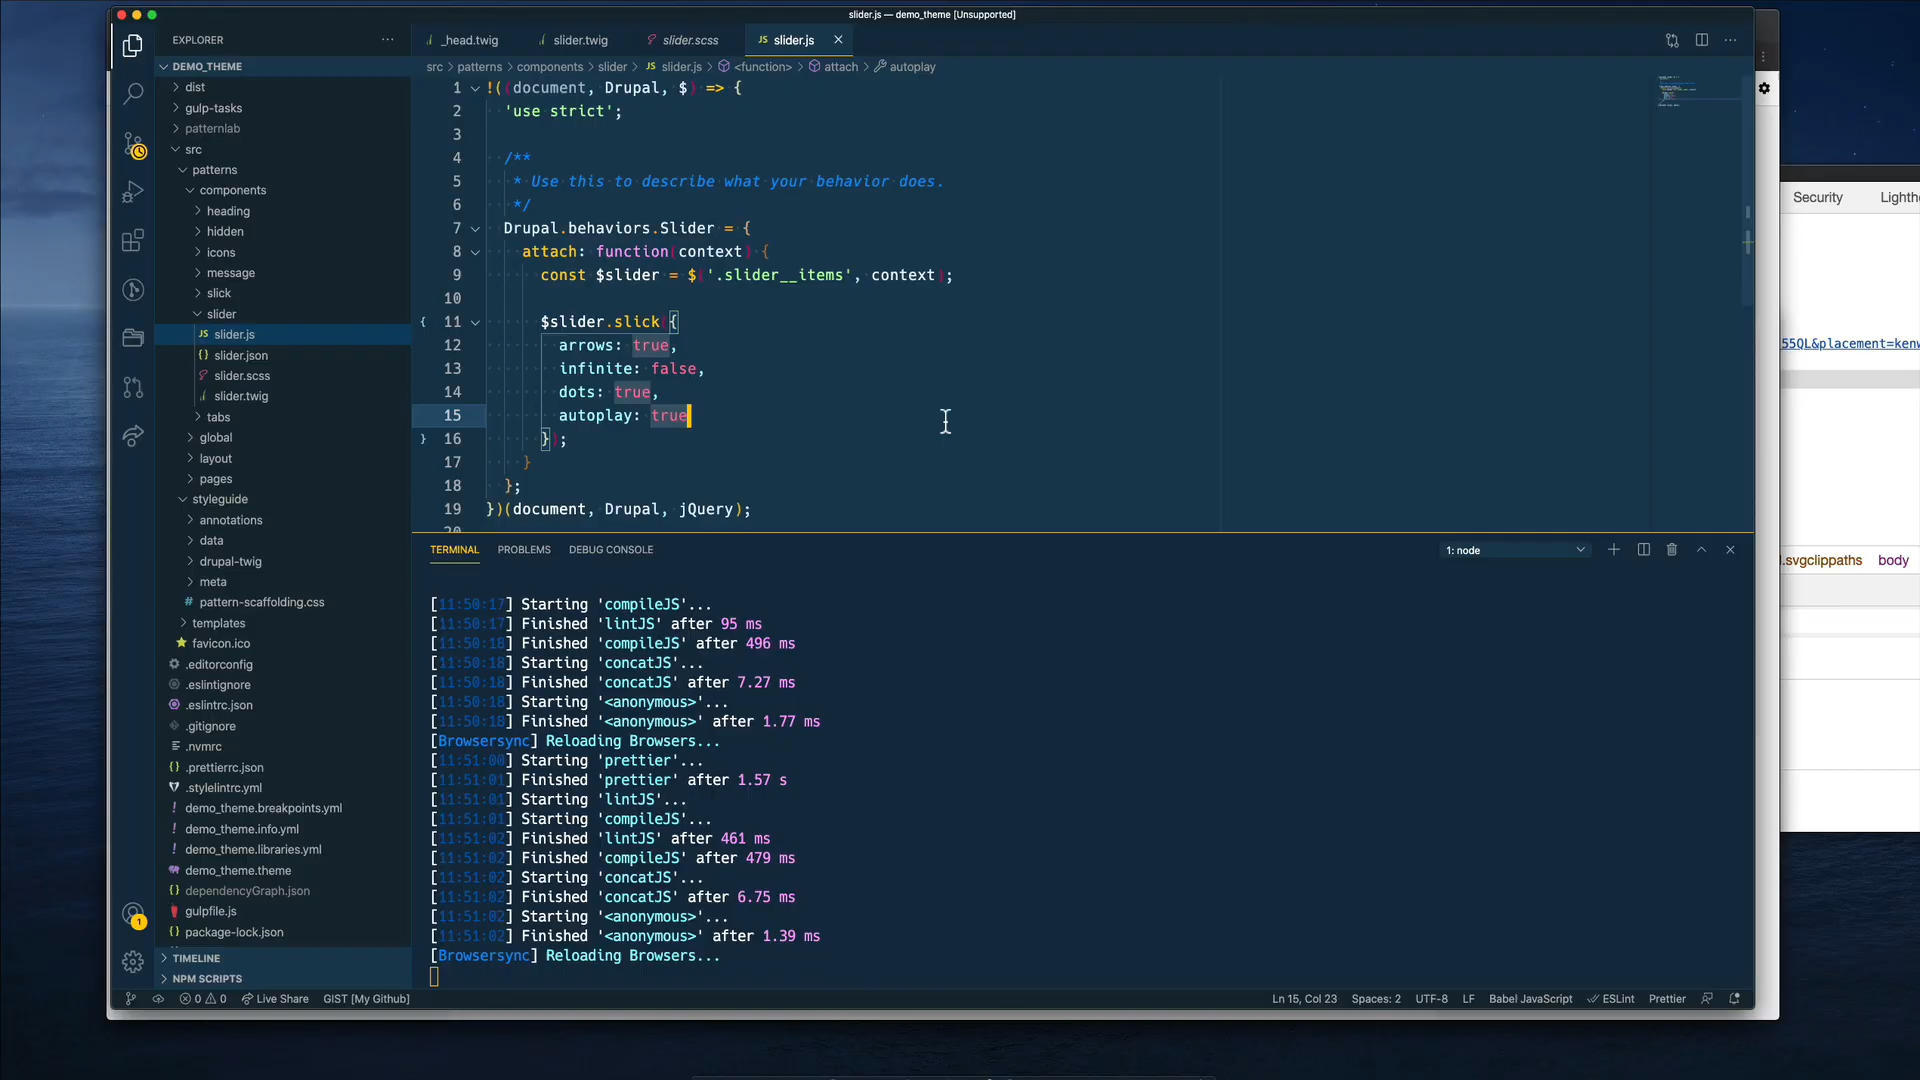 slider.js — demo_theme [Unsupported]
EXPLORER
DEMO_THEME
dist
gulp-tasks
patternlab
src
patterns
components
heading
hidden
icons
message
slick
slider
JS slider.js
{} slider.json
slider.scss
slider.twig
tabs
global
layout
pages
styleguide
annotations
data
drupal-twig
meta
# pattern-scaffolding.css
templates
favicon.ico
.editorconfig
.eslintignore
.eslintrc.json
.gitignore
.nvmrc
{} .prettierrc.json
.stylelintrc.yml
! demo_theme.breakpoints.yml
! demo_theme.info.yml
! demo_theme.libraries.yml
demo_theme.theme
{} dependencyGraph.json
gulpfile.js
{} package-lock.json
TIMELINE
NPM SCRIPTS
_head.twig
slider.twig
slider.scss
JS slider.js
src > patterns > components > slider > JS slider.js > <function> > attach > autoplay
1 !((document, Drupal, $) => {
2 'use strict';
3
4 /**
5 * Use this to describe what your behavior does.
6 */
7 Drupal.behaviors.Slider = {
8 attach: function(context) {
9 const $slider = $('.slider__items', context);
10
11 $slider.slick({
12 arrows: true,
13 infinite: false,
14 dots: true,
15 autoplay: true
16 });
17 }
18 };
19 })(document, Drupal, jQuery);
20
TERMINAL PROBLEMS DEBUG CONSOLE
1: node
[11:50:17] Starting 'compileJS'...
[11:50:17] Finished 'lintJS' after 95 ms
[11:50:18] Finished 'compileJS' after 496 ms
[11:50:18] Starting 'concatJS'...
[11:50:18] Finished 'concatJS' after 7.27 ms
[11:50:18] Starting '<anonymous>'...
[11:50:18] Finished '<anonymous>' after 1.77 ms
[Browsersync] Reloading Browsers...
[11:51:00] Starting 'prettier'...
[11:51:01] Finished 'prettier' after 1.57 s
[11:51:01] Starting 'lintJS'...
[11:51:01] Starting 'compileJS'...
[11:51:02] Finished 'lintJS' after 461 ms
[11:51:02] Finished 'compileJS' after 479 ms
[11:51:02] Starting 'concatJS'...
[11:51:02] Finished 'concatJS' after 6.75 ms
[11:51:02] Starting '<anonymous>'...
[11:51:02] Finished '<anonymous>' after 1.39 ms
[Browsersync] Reloading Browsers...
1
0 0 Live Share GIST [My Github]
Ln 15, Col 23 Spaces: 2 UTF-8 LF Babel JavaScript ESLint Prettier
Security Lighth
55QL&placement=kenw
.svgclippaths body